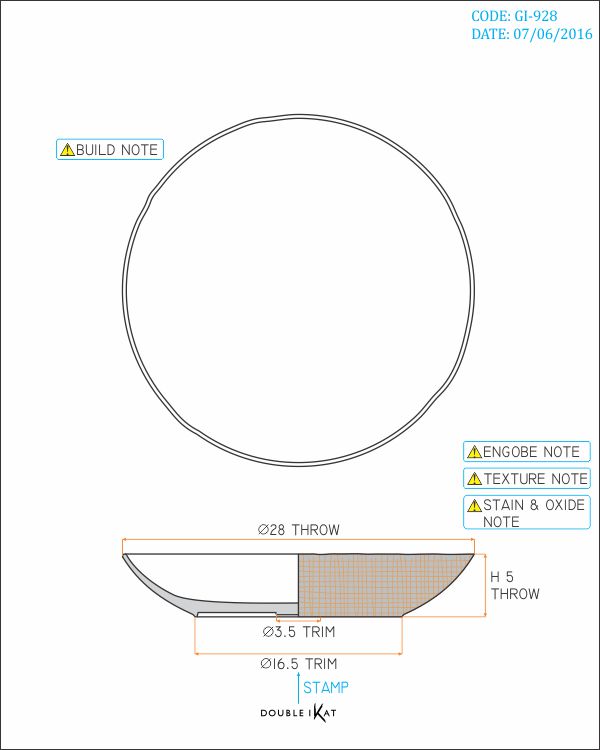 CODE: GI-928
DATE: 07/06/2016
BUILD NOTE
ENGOBE NOTE
TEXTURE NOTE
STAIN & OXIDE
NOTE
∅28 THROW
H 5
THROW
∅3.5 TRIM
∅16.5 TRIM
STAMP
DOUBLE IKAT